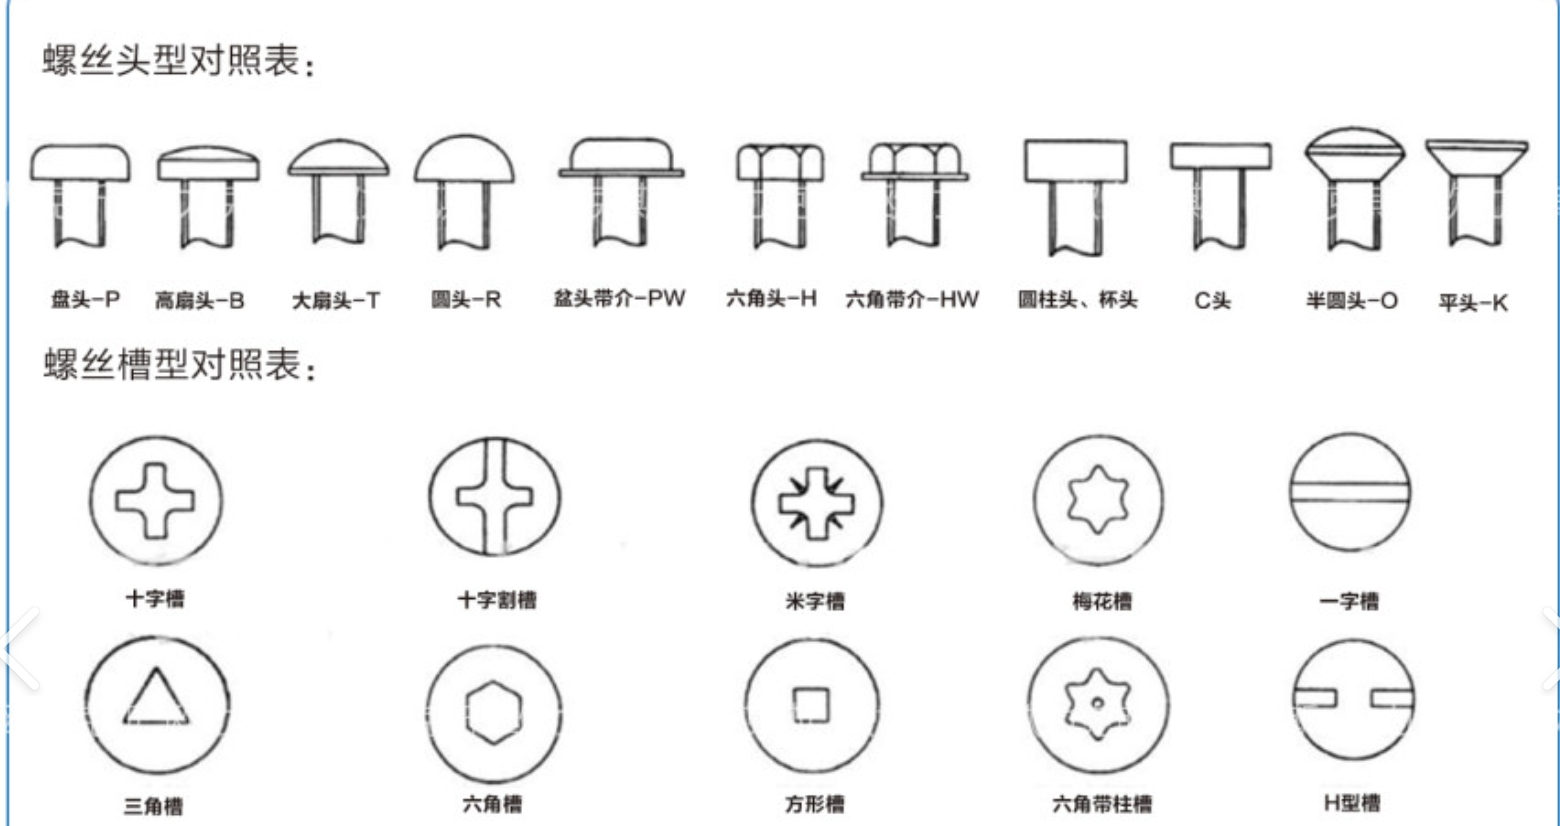 螺丝头型对照表：
盘头-P 高扇头-B 大扇头-T 圆头-R 盆头带介-PW 六角头-H 六角带介-HW 圆柱头、杯头 C头 半圆头-O 平头-K
螺丝槽型对照表：
十字槽 十字割槽 米字槽 梅花槽 一字槽
三角槽 六角槽 方形槽 六角带柱槽 H型槽